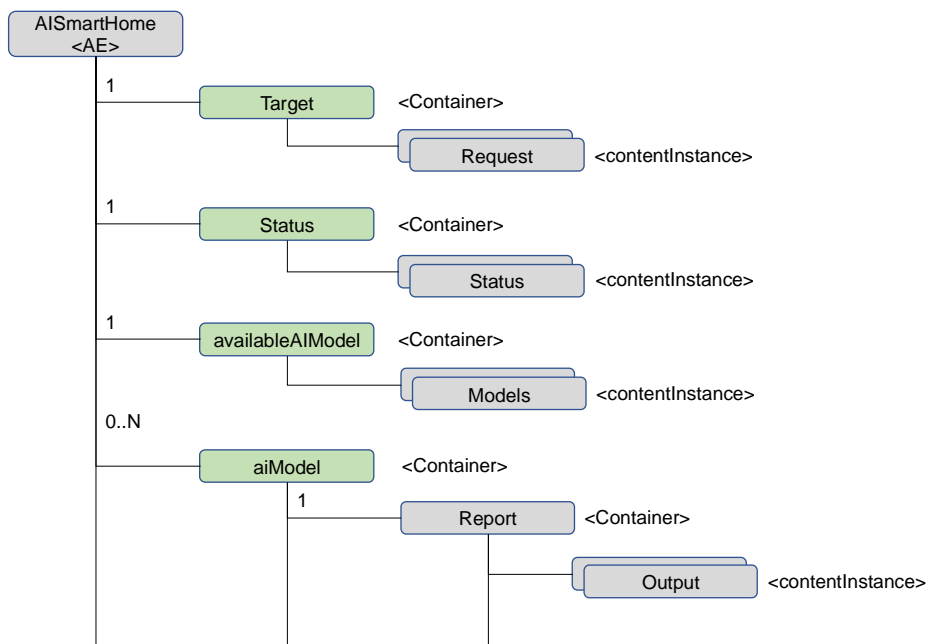 AISmartHome
<AE>
1
Target
<Container>
Request
<contentInstance>
1
Status
<Container>
Status
<contentInstance>
1
availableAIModel
<Container>
Models
<contentInstance>
0..N
aiModel
<Container>
1
Report
<Container>
Output
<contentInstance>